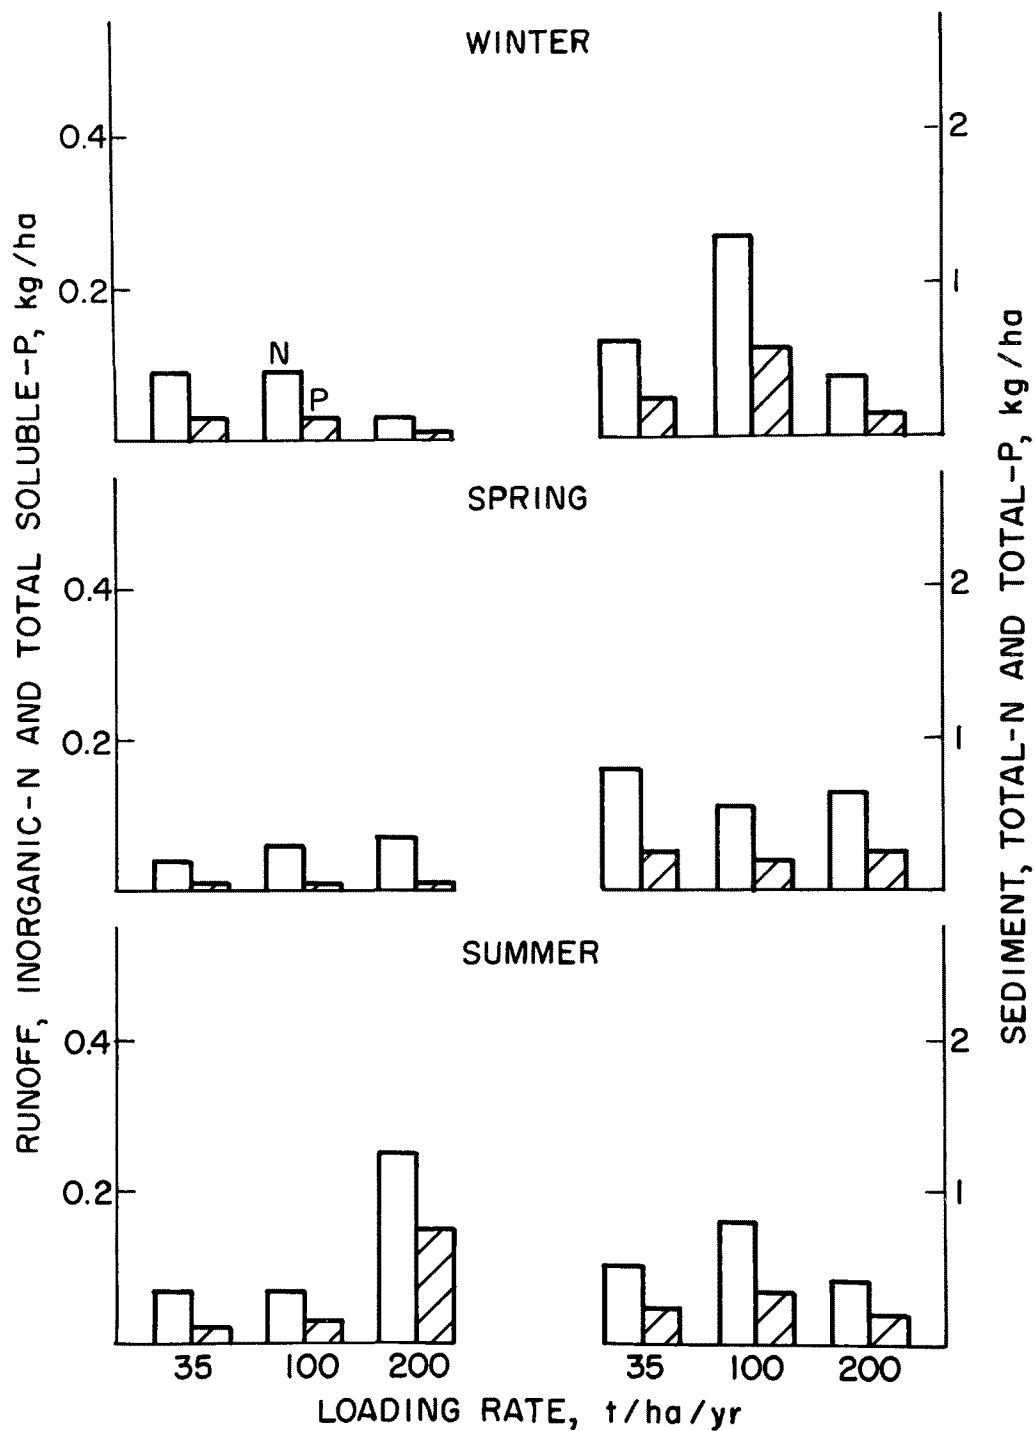 WINTER
0.4
2
0.2
1
N
P
SPRING
0.4
2
0.2
1
SUMMER
0.4
2
0.2
1
35 100 200 35 100 200
LOADING RATE, t/ha/yr
RUNOFF, INORGANIC-N AND TOTAL SOLUBLE-P, kg/ha
SEDIMENT, TOTAL-N AND TOTAL-P, kg/ha